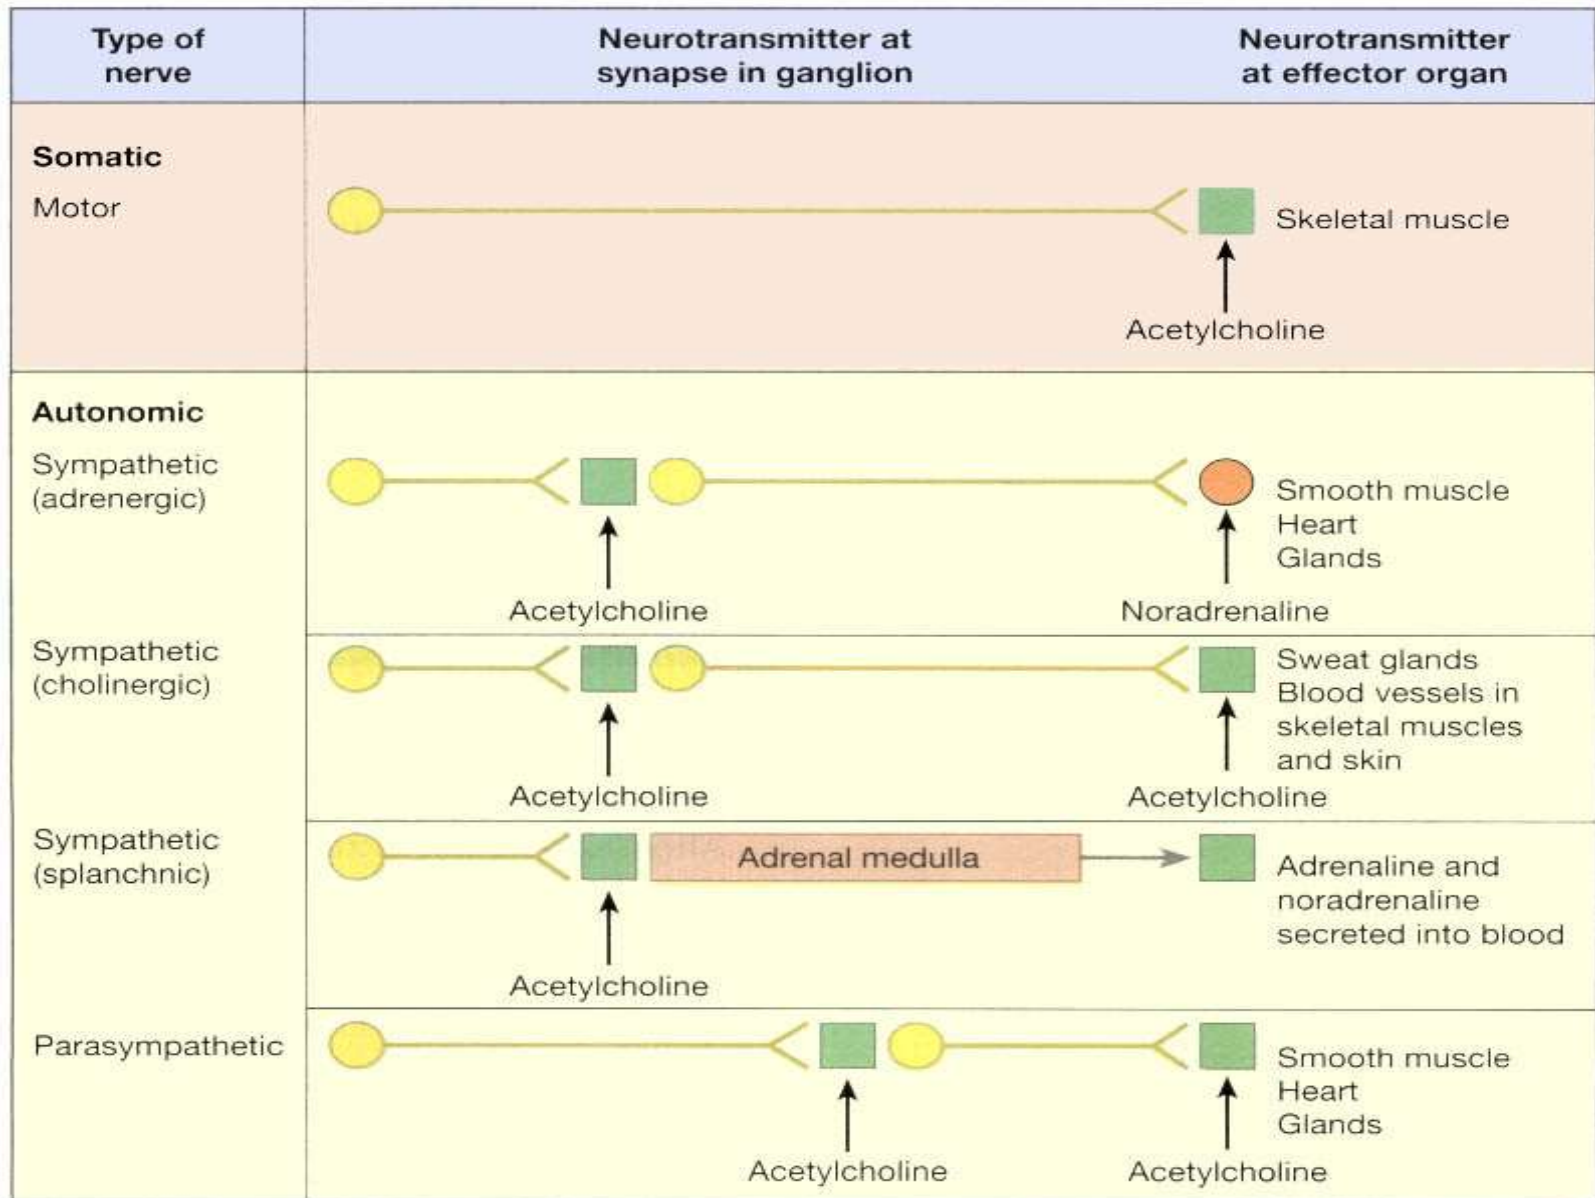 Type of
nerve
Neurotransmitter at
synapse in ganglion
Neurotransmitter
at effector organ
Somatic
Motor
Skeletal muscle
Acetylcholine
Autonomic
Sympathetic
(adrenergic)
Smooth muscle
Heart
Glands
Acetylcholine
Noradrenaline
Sympathetic
(cholinergic)
Sweat glands
Blood vessels in
skeletal muscles
and skin
Acetylcholine
Acetylcholine
Sympathetic
(splanchnic)
Adrenal medulla
Adrenaline and
noradrenaline
secreted into blood
Acetylcholine
Parasympathetic
Smooth muscle
Heart
Glands
Acetylcholine
Acetylcholine